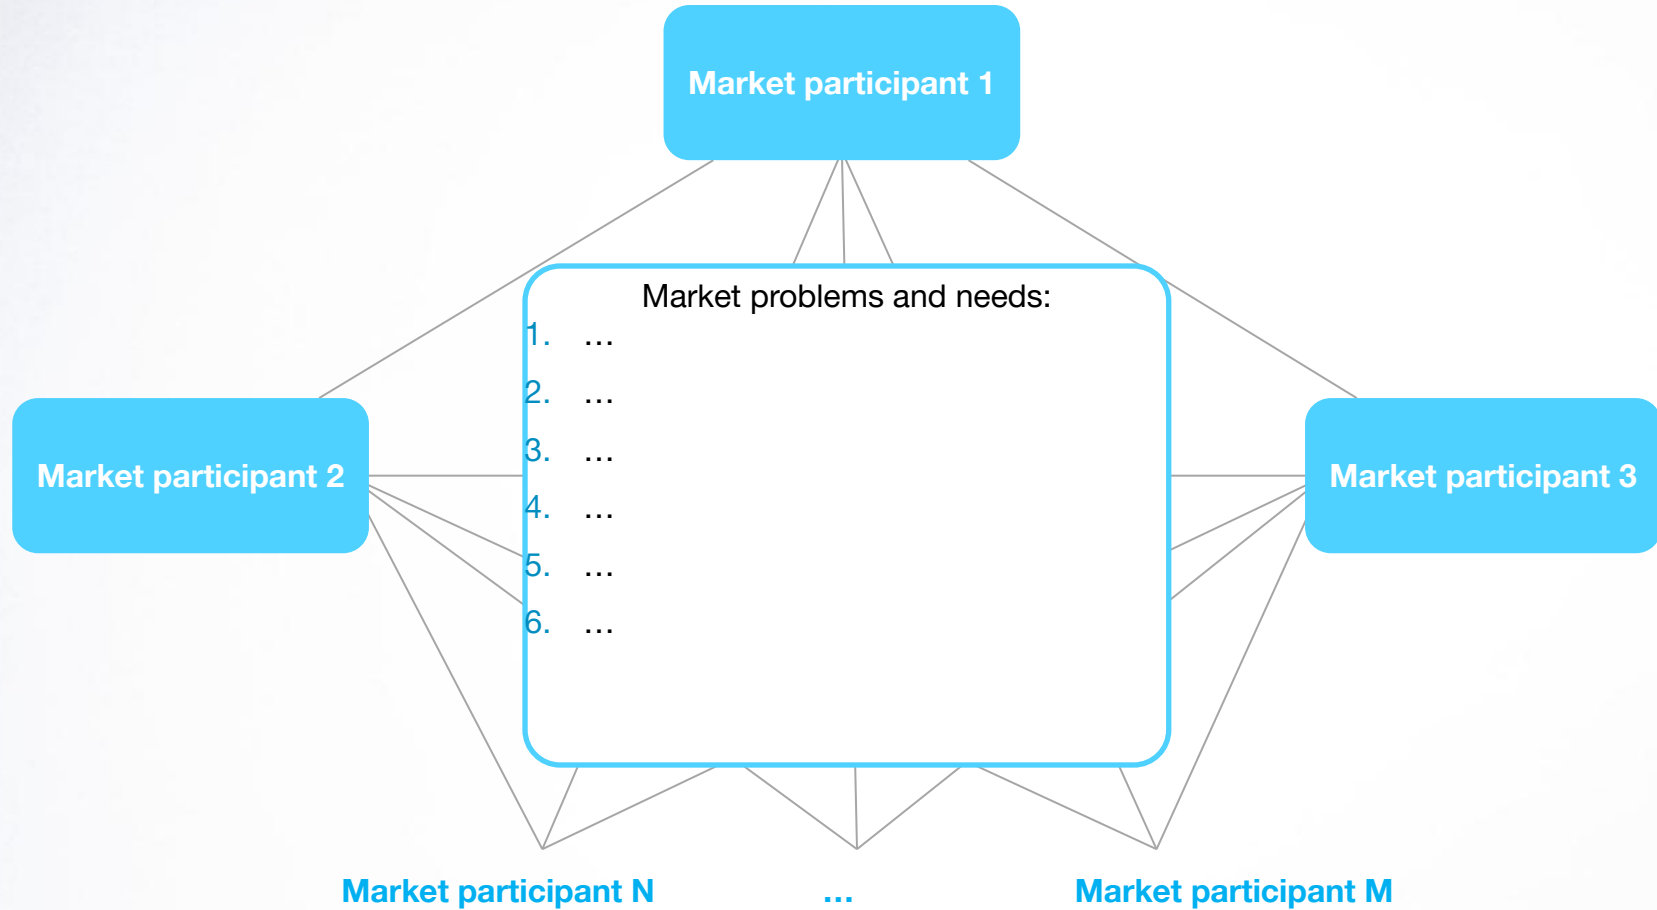 Market participant 1
Market problems and needs:
1. …
2. …
3. …
4. …
5. …
6. …
Market participant 2
Market participant 3
Market participant N
...
Market participant M